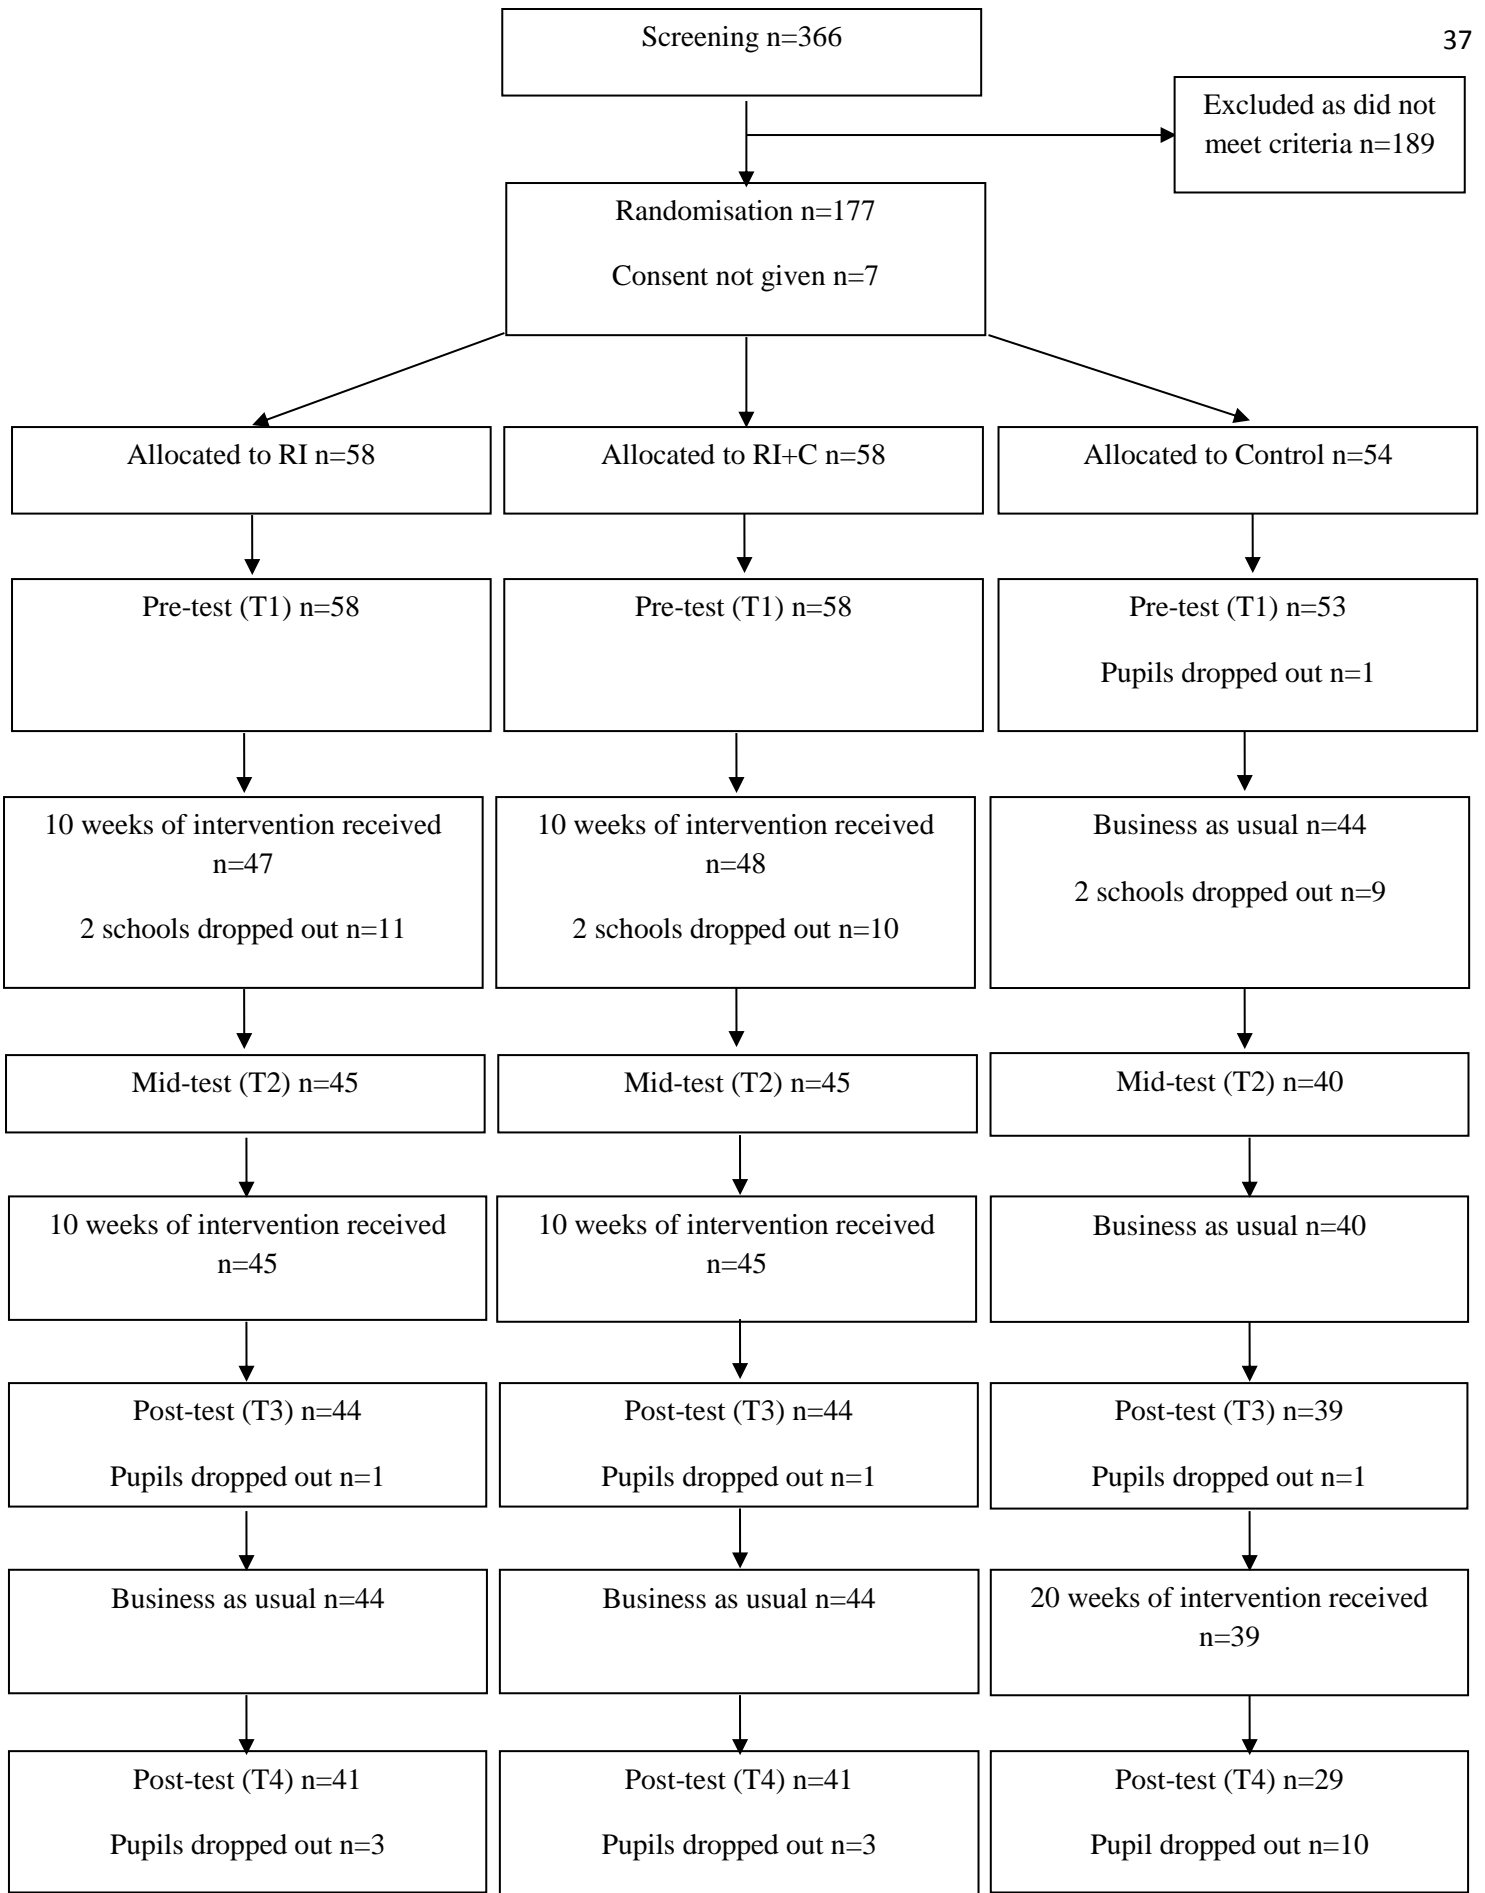 37
Screening n=366
Excluded as did not
meet criteria n=189
Randomisation n=177
Consent not given n=7
Allocated to RI n=58
Allocated to RI+C n=58
Allocated to Control n=54
Pre-test (T1) n=58
Pre-test (T1) n=58
Pre-test (T1) n=53
Pupils dropped out n=1
10 weeks of intervention received
n=47
2 schools dropped out n=11
10 weeks of intervention received
n=48
2 schools dropped out n=10
Business as usual n=44
2 schools dropped out n=9
Mid-test (T2) n=45
Mid-test (T2) n=45
Mid-test (T2) n=40
10 weeks of intervention received
n=45
10 weeks of intervention received
n=45
Business as usual n=40
Post-test (T3) n=44
Pupils dropped out n=1
Post-test (T3) n=44
Pupils dropped out n=1
Post-test (T3) n=39
Pupils dropped out n=1
Business as usual n=44
Business as usual n=44
20 weeks of intervention received
n=39
Post-test (T4) n=41
Pupils dropped out n=3
Post-test (T4) n=41
Pupils dropped out n=3
Post-test (T4) n=29
Pupil dropped out n=10